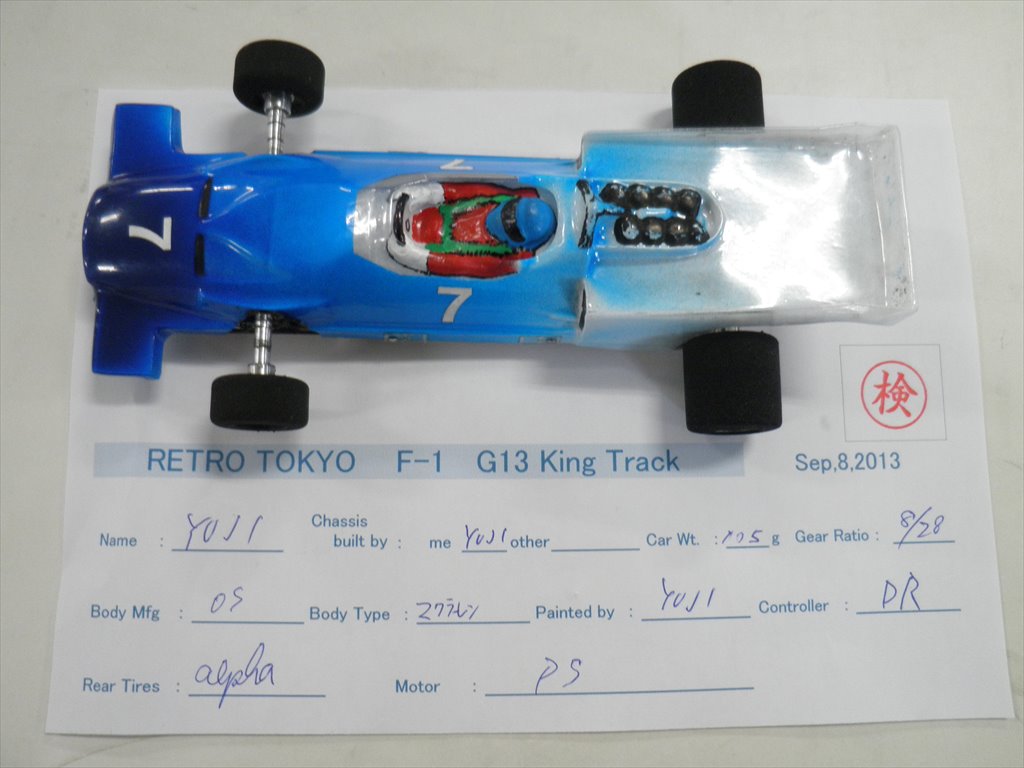 7
7
7
検
RETRO TOKYO F-1 G13 King Track Sep,8,2013
Name : YUJI Chassis built by : me YUJI other Car Wt. : 105 g Gear Ratio : 8/28
Body Mfg : OS Body Type : マクラーレン Painted by : YUJI Controller : DR
Rear Tires : alpha Motor : PS